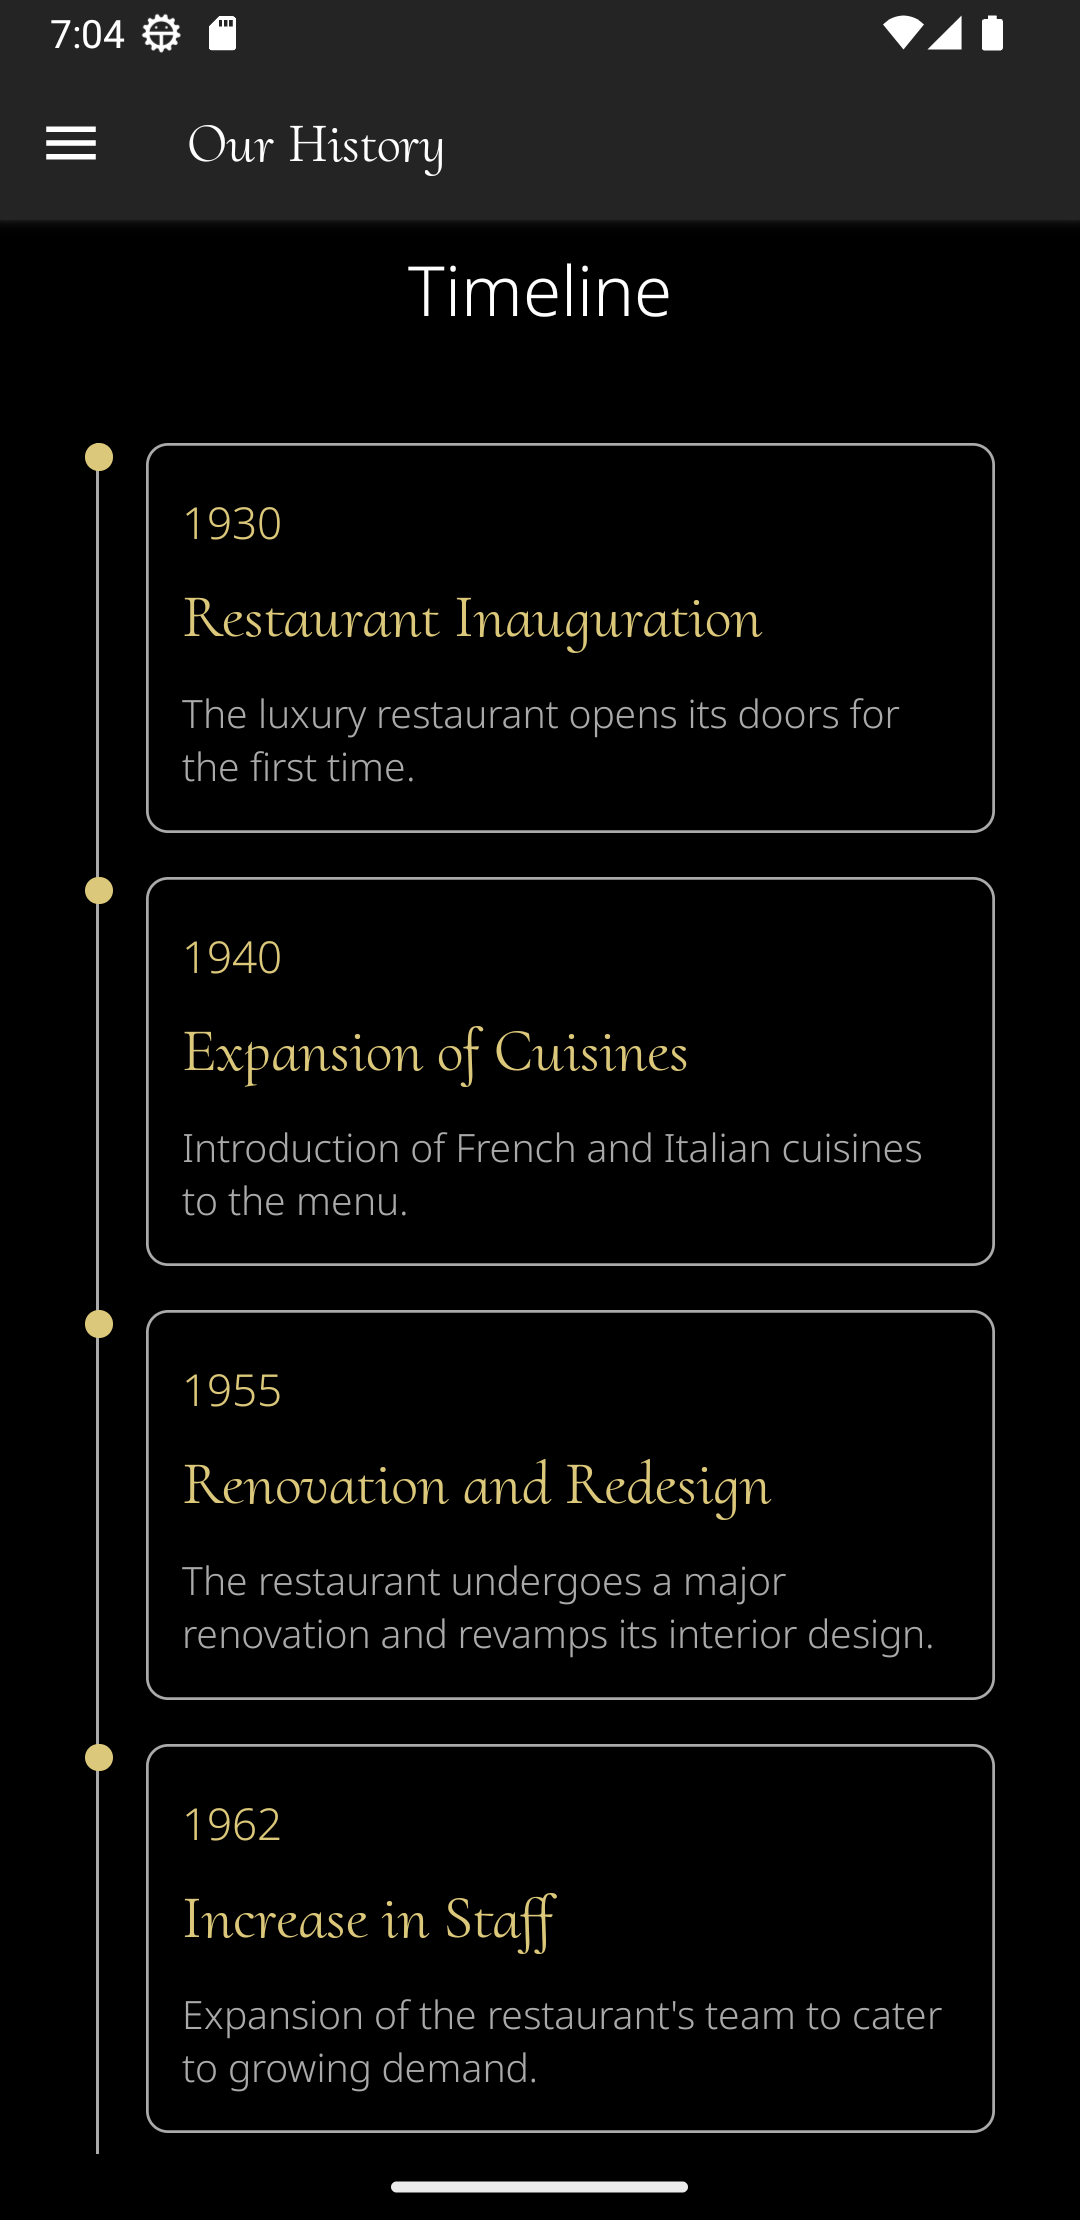 7:04
Our History
Timeline
1930
Restaurant Inauguration
The luxury restaurant opens its doors for
the first time.
1940
Expansion of Cuisines
Introduction of French and Italian cuisines
to the menu.
1955
Renovation and Redesign
The restaurant undergoes a major
renovation and revamps its interior design.
1962
Increase in Staff
Expansion of the restaurant's team to cater
to growing demand.